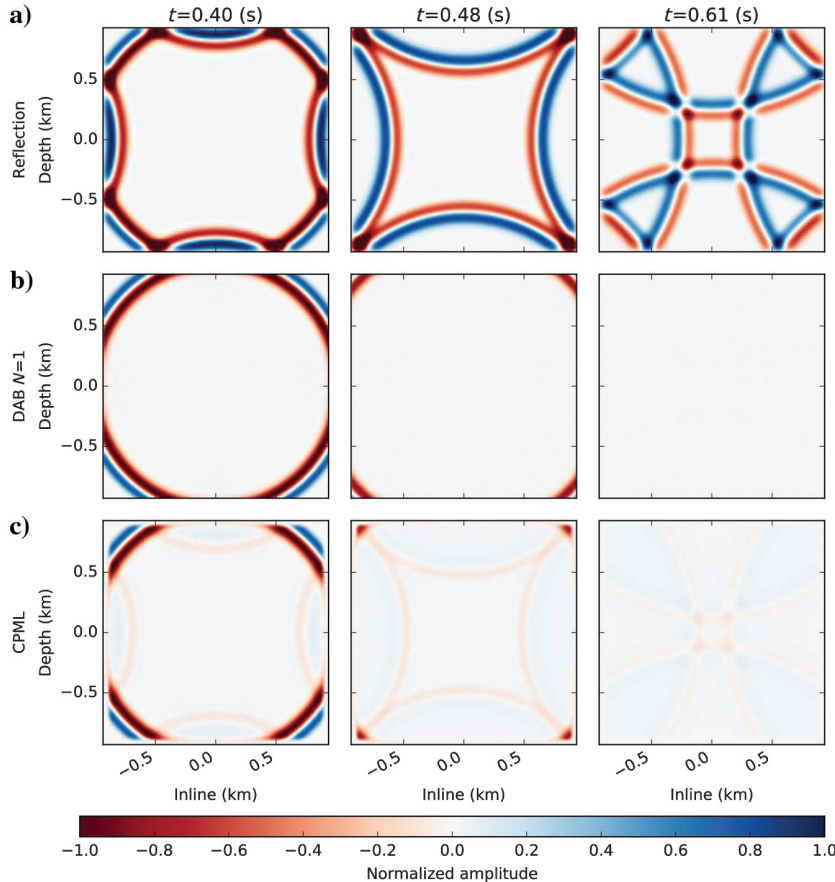 a)
t=0.40 (s) t=0.48 (s) t=0.61 (s)
Reflection
Depth (km)
0.5
0.0
−0.5
b)
DAB N=1
Depth (km)
0.5
0.0
−0.5
c)
CPML
Depth (km)
0.5
0.0
−0.5
−0.5 0.0 0.5 −0.5 0.0 0.5 −0.5 0.0 0.5
Inline (km) Inline (km) Inline (km)
−1.0 −0.8 −0.6 −0.4 −0.2 0.0 0.2 0.4 0.6 0.8 1.0
Normalized amplitude